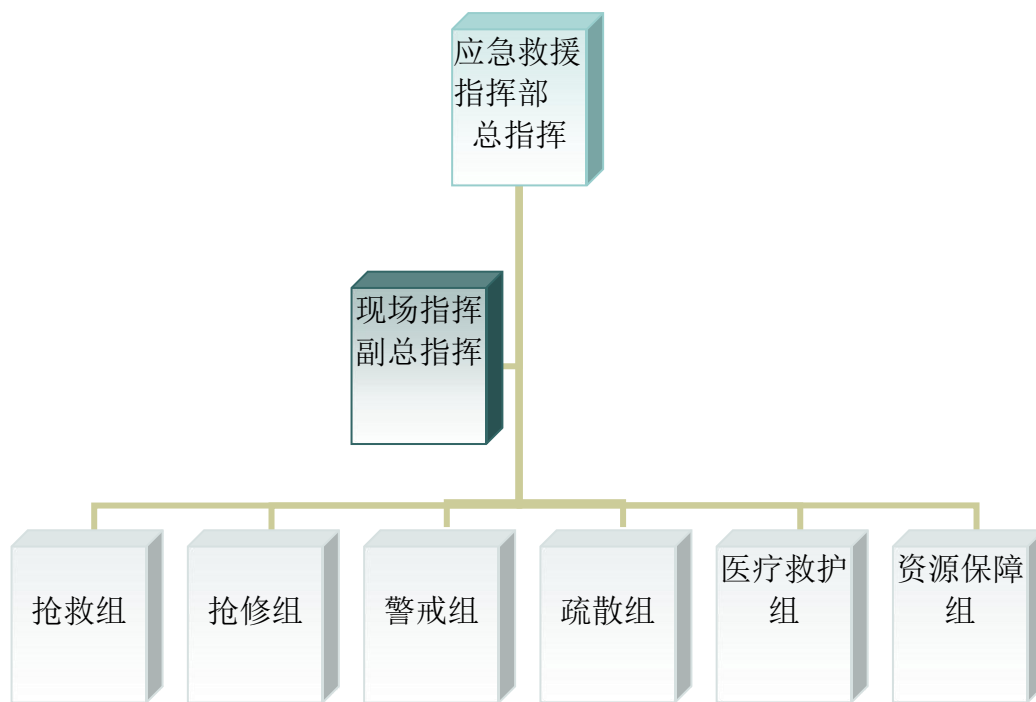 应急救援
指挥部
总指挥
现场指挥
副总指挥
抢救组
抢修组
警戒组
疏散组
医疗救护
组
资源保障
组